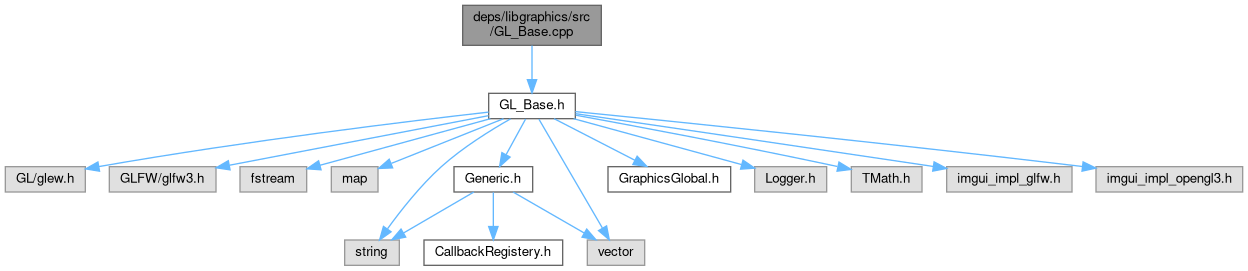 deps/libgraphics/src
/GL_Base.cpp
GL_Base.h
GL/glew.h
GLFW/glfw3.h
fstream
map
Generic.h
GraphicsGlobal.h
Logger.h
TMath.h
imgui_impl_glfw.h
imgui_impl_opengl3.h
string
CallbackRegistery.h
vector